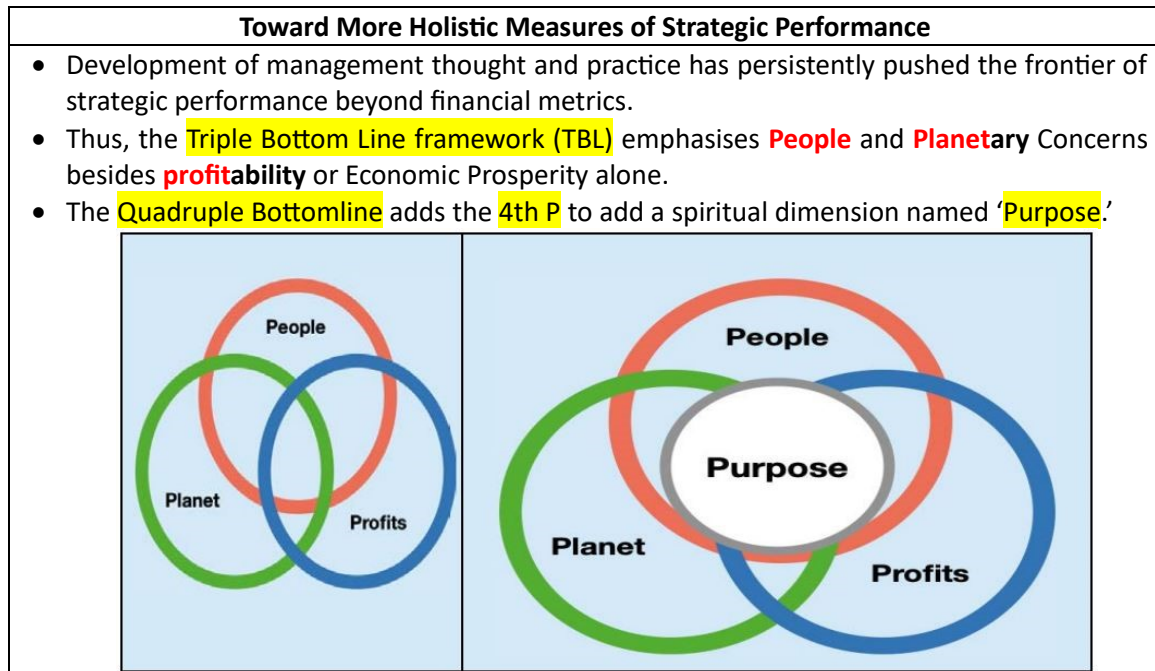 Toward More Holistic Measures of Strategic Performance
• Development of management thought and practice has persistently pushed the frontier of
strategic performance beyond financial metrics.
• Thus, the Triple Bottom Line framework (TBL) emphasises People and Planetary Concerns
besides profitability or Economic Prosperity alone.
• The Quadruple Bottomline adds the 4th P to add a spiritual dimension named ‘Purpose.’
People
Planet
Profits
People
Purpose
Planet
Profits